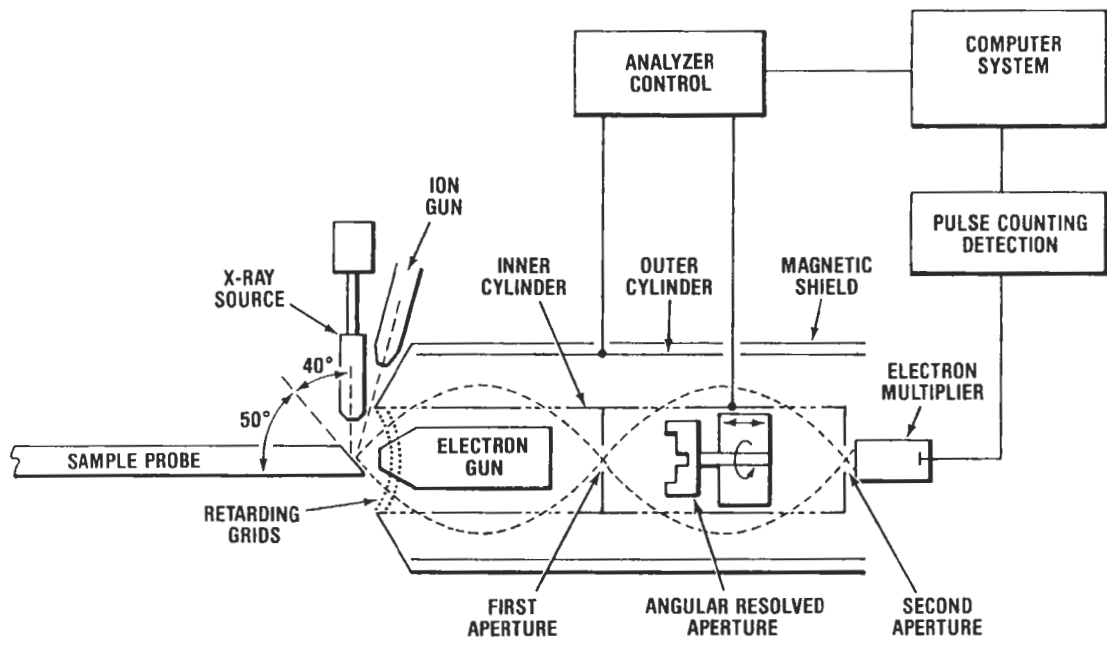 ANALYZER
CONTROL
COMPUTER
SYSTEM
PULSE COUNTING
DETECTION
ION
GUN
X-RAY
SOURCE
INNER
CYLINDER
OUTER
CYLINDER
MAGNETIC
SHIELD
ELECTRON
MULTIPLIER
40°
50°
SAMPLE PROBE
ELECTRON
GUN
RETARDING
GRIDS
FIRST
APERTURE
ANGULAR RESOLVED
APERTURE
SECOND
APERTURE